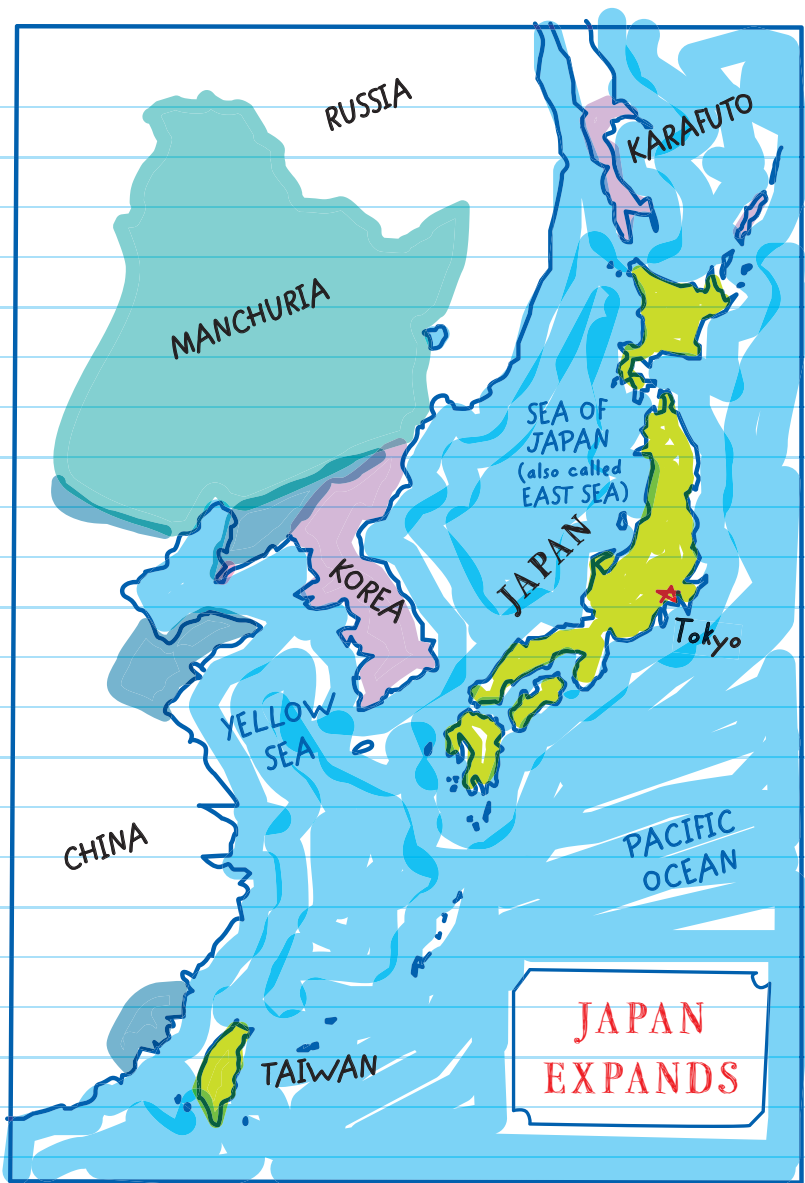 RUSSIA
KARAFUTO
MANCHURIA
SEA OF
JAPAN
(also called
EAST SEA)
JAPAN
KOREA
Tokyo
YELLOW
SEA
CHINA
PACIFIC
OCEAN
JAPAN
EXPANDS
TAIWAN